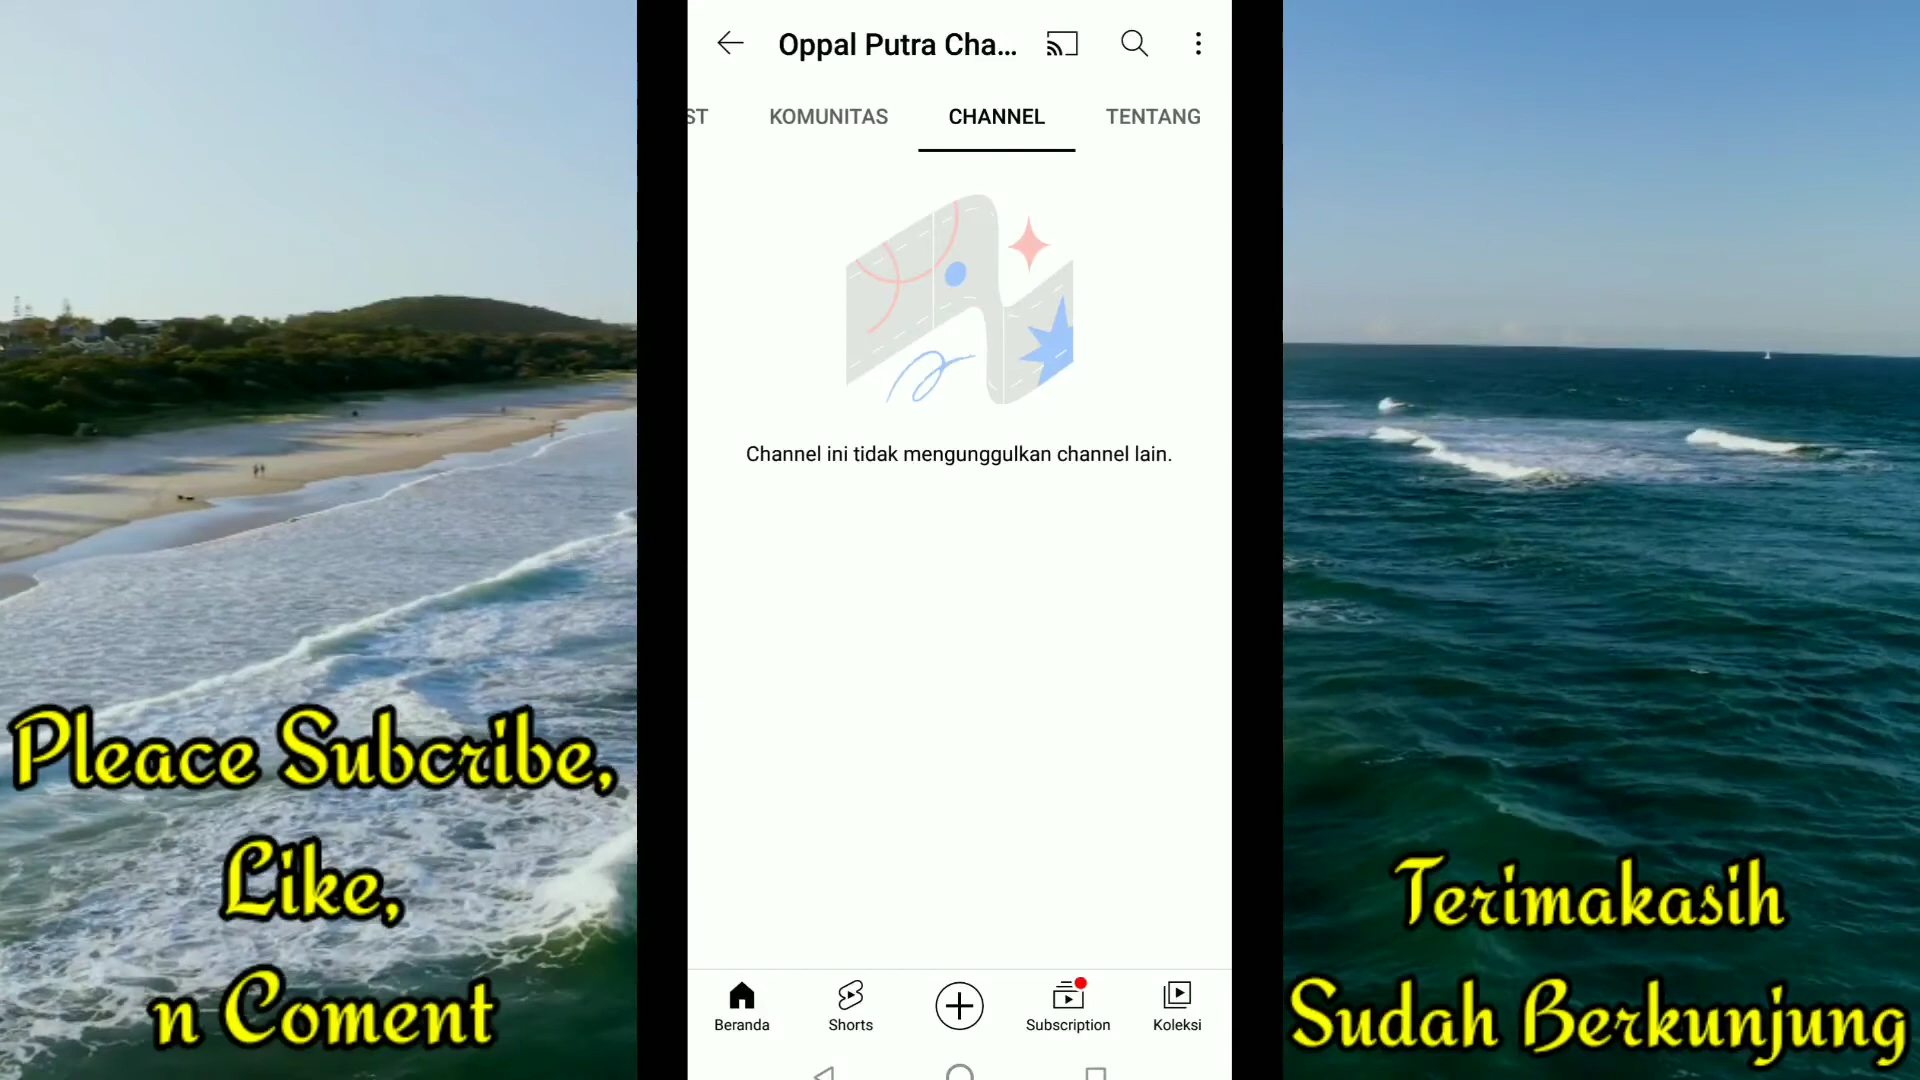 Oppal Putra Cha...
ST KOMUNITAS CHANNEL TENTANG
Channel ini tidak mengunggulkan channel lain.
Pleace Subcribe,
Like,
n Coment
Terimakasih
Sudah Berkunjung
Beranda Shorts Subscription Koleksi